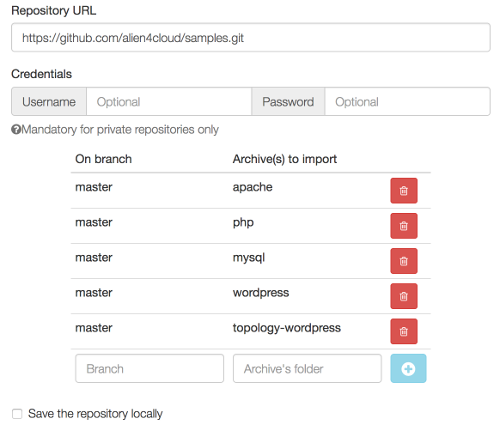 Repository URL
https://github.com/alien4cloud/samples.git
Credentials
Username Optional Password Optional
?Mandatory for private repositories only
On branch Archive(s) to import
master apache
master php
master mysql
master wordpress
master topology-wordpress
Branch Archive's folder
Save the repository locally